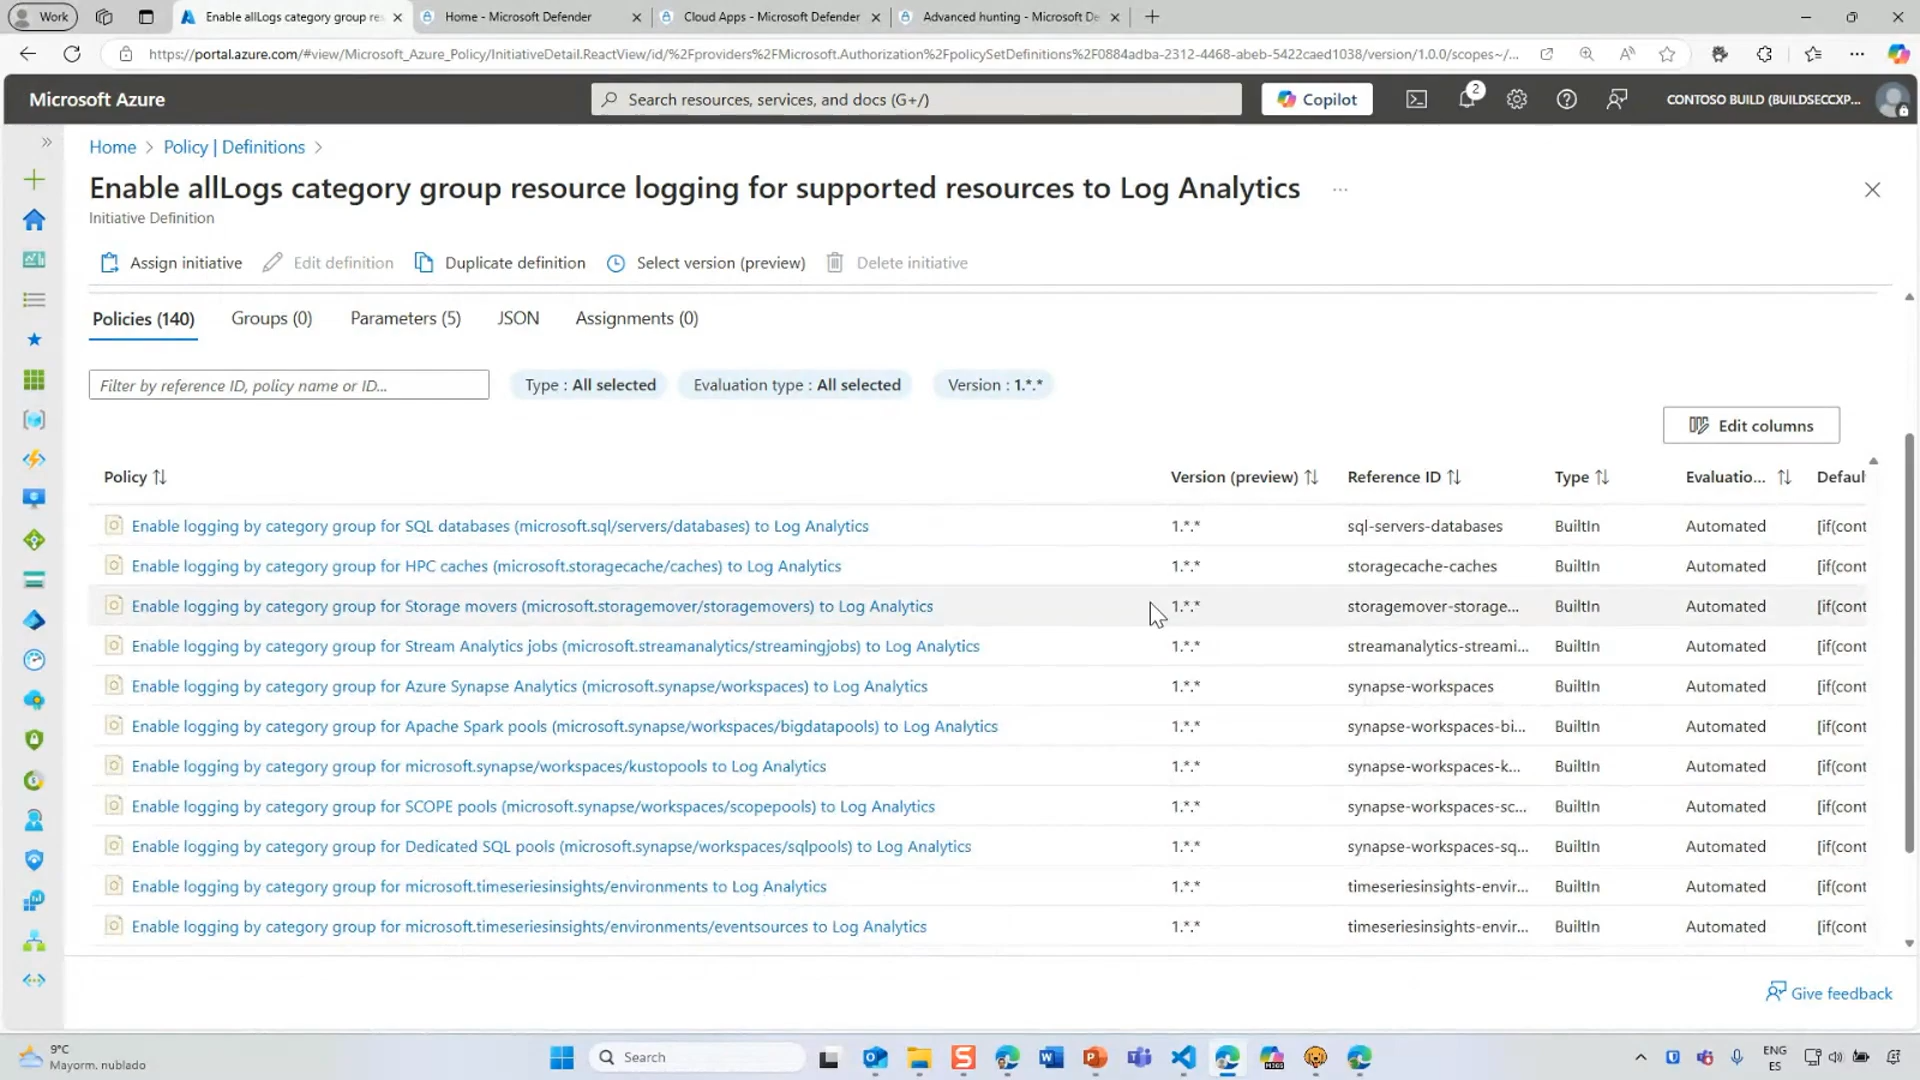 Work
Enable allLogs category group re
Home - Microsoft Defender
Cloud Apps - Microsoft Defender
Advanced hunting - Microsoft De
https://portal.azure.com/#view/Microsoft_Azure_Policy/InitiativeDetail.ReactView/id/%2Fproviders%2FMicrosoft.Authorization%2FpolicySetDefinitions%2F0884adba-2312-4468-abeb-5422caed1038/version/1.0.0/scopes~/...
Microsoft Azure
Search resources, services, and docs (G+/)
Copilot
2
CONTOSO BUILD (BUILDSECCXP...
Home > Policy | Definitions >
Enable allLogs category group resource logging for supported resources to Log Analytics ...
Initiative Definition
Assign initiative
Edit definition
Duplicate definition
Select version (preview)
Delete initiative
Policies (140)
Groups (0)
Parameters (5)
JSON
Assignments (0)
Filter by reference ID, policy name or ID...
Type : All selected
Evaluation type : All selected
Version : 1.*.*
Edit columns
Policy Version (preview) Reference ID Type Evaluatio... Defaul
Enable logging by category group for SQL databases (microsoft.sql/servers/databases) to Log Analytics 1.*.* sql-servers-databases BuiltIn Automated [if(cont
Enable logging by category group for HPC caches (microsoft.storagecache/caches) to Log Analytics 1.*.* storagecache-caches BuiltIn Automated [if(cont
Enable logging by category group for Storage movers (microsoft.storagemover/storagemovers) to Log Analytics 1.*.* storagemover-storage... BuiltIn Automated [if(cont
Enable logging by category group for Stream Analytics jobs (microsoft.streamanalytics/streamingjobs) to Log Analytics 1.*.* streamanalytics-streami... BuiltIn Automated [if(cont
Enable logging by category group for Azure Synapse Analytics (microsoft.synapse/workspaces) to Log Analytics 1.*.* synapse-workspaces BuiltIn Automated [if(cont
Enable logging by category group for Apache Spark pools (microsoft.synapse/workspaces/bigdatapools) to Log Analytics 1.*.* synapse-workspaces-bi... BuiltIn Automated [if(cont
Enable logging by category group for microsoft.synapse/workspaces/kustopools to Log Analytics 1.*.* synapse-workspaces-k... BuiltIn Automated [if(cont
Enable logging by category group for SCOPE pools (microsoft.synapse/workspaces/scopepools) to Log Analytics 1.*.* synapse-workspaces-sc... BuiltIn Automated [if(cont
Enable logging by category group for Dedicated SQL pools (microsoft.synapse/workspaces/sqlpools) to Log Analytics 1.*.* synapse-workspaces-sq... BuiltIn Automated [if(cont
Enable logging by category group for microsoft.timeseriesinsights/environments to Log Analytics 1.*.* timeseriesinsights-envir... BuiltIn Automated [if(cont
Enable logging by category group for microsoft.timeseriesinsights/environments/eventsources to Log Analytics 1.*.* timeseriesinsights-envir... BuiltIn Automated [if(cont
Give feedback
9°C
Mayorm. nublado
Search
ENG
ES